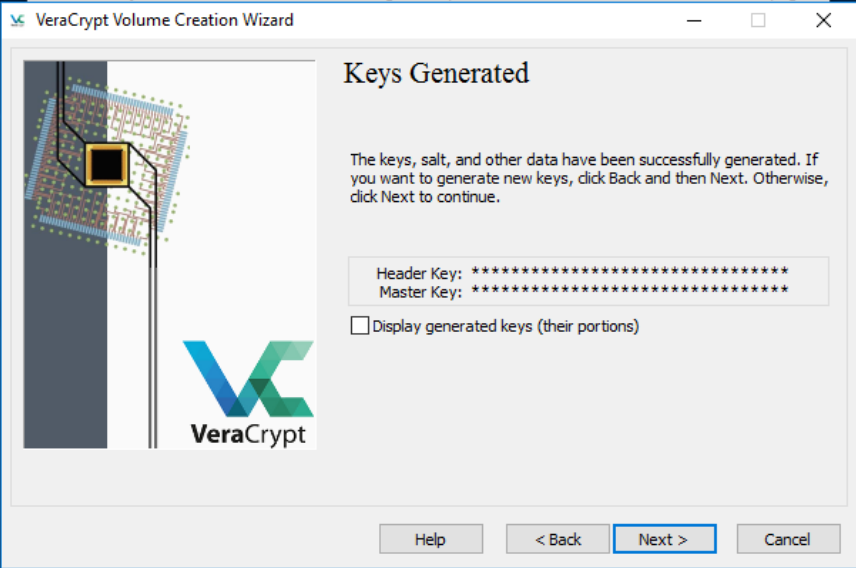 VeraCrypt Volume Creation Wizard
Keys Generated
The keys, salt, and other data have been successfully generated. If
you want to generate new keys, click Back and then Next. Otherwise,
click Next to continue.
Header Key: ********************************
Master Key: ********************************
Display generated keys (their portions)
VeraCrypt
Help
< Back
Next >
Cancel